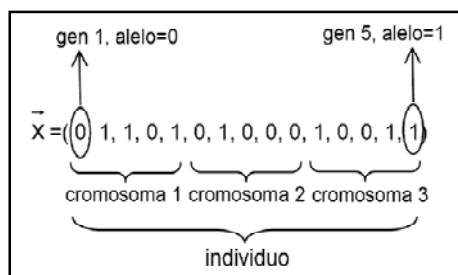 gen 1, alelo=0 gen 5, alelo=1
X =(0 1, 1, 0, 1, 0, 1, 0, 0, 0, 1, 0, 0, 1, 1)
cromosoma 1 cromosoma 2 cromosoma 3
individuo